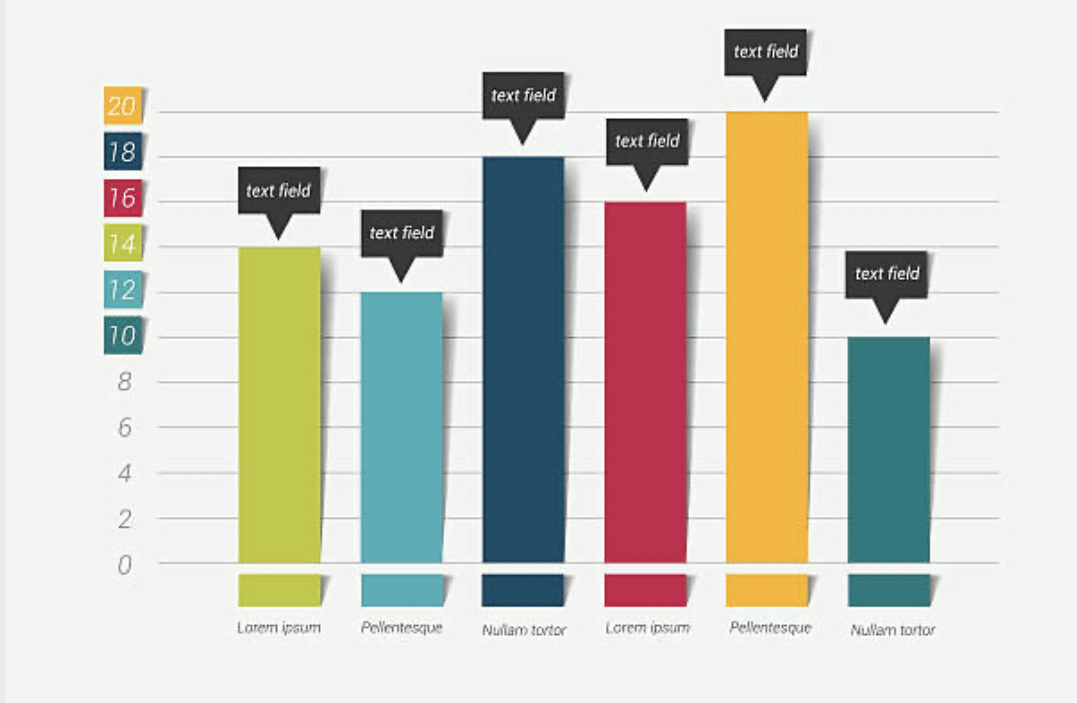 text field
text field
text field
text field
text field
text field
20
18
16
14
12
10
8
6
4
2
0
Lorem ipsum
Pellentesque
Nullam tortor
Lorem ipsum
Pellentesque
Nullam tortor